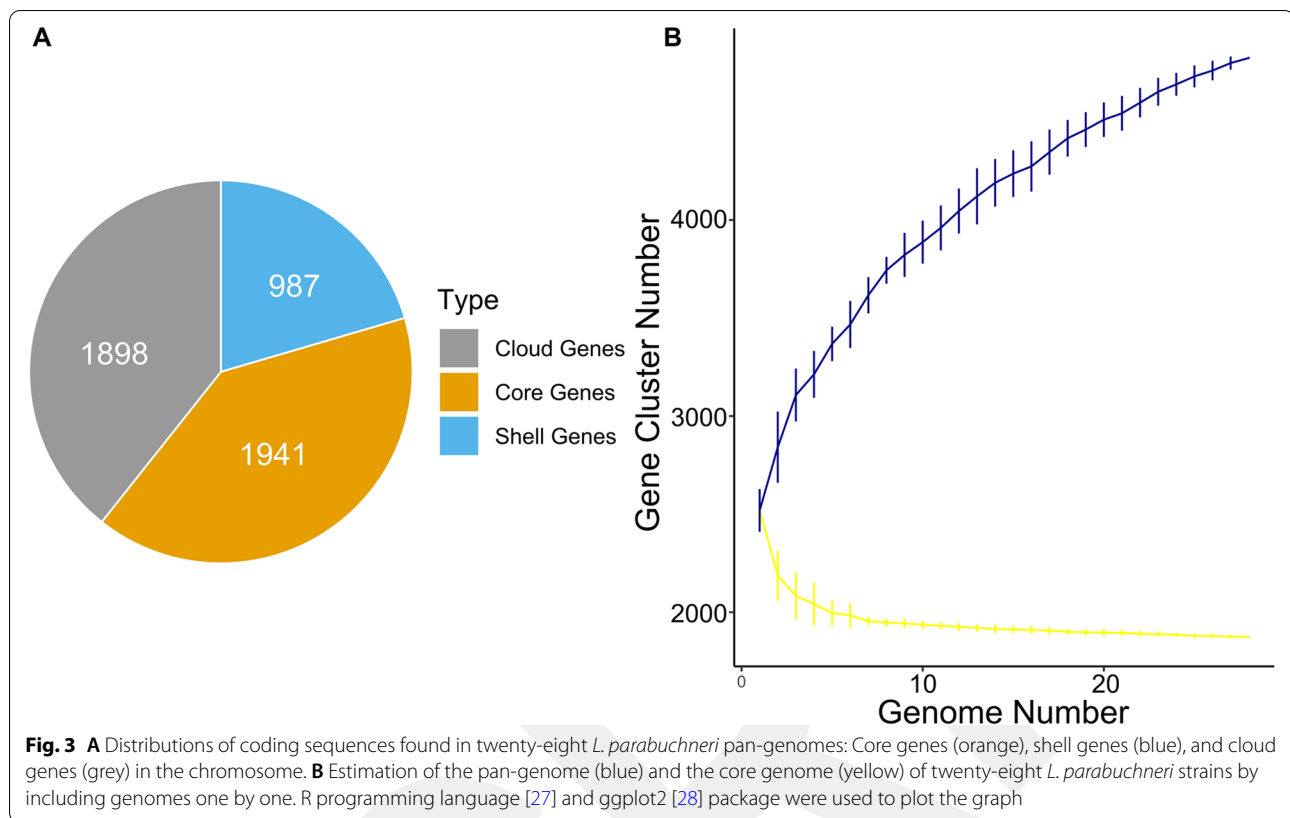 A
987
1898
1941
Type
Cloud Genes
Core Genes
Shell Genes
B
Gene Cluster Number
4000
3000
2000
0
10
20
Genome Number
Fig. 3 A Distributions of coding sequences found in twenty-eight L. parabuchneri pan-genomes: Core genes (orange), shell genes (blue), and cloud
genes (grey) in the chromosome. B Estimation of the pan-genome (blue) and the core genome (yellow) of twenty-eight L. parabuchneri strains by
including genomes one by one. R programming language [27] and ggplot2 [28] package were used to plot the graph